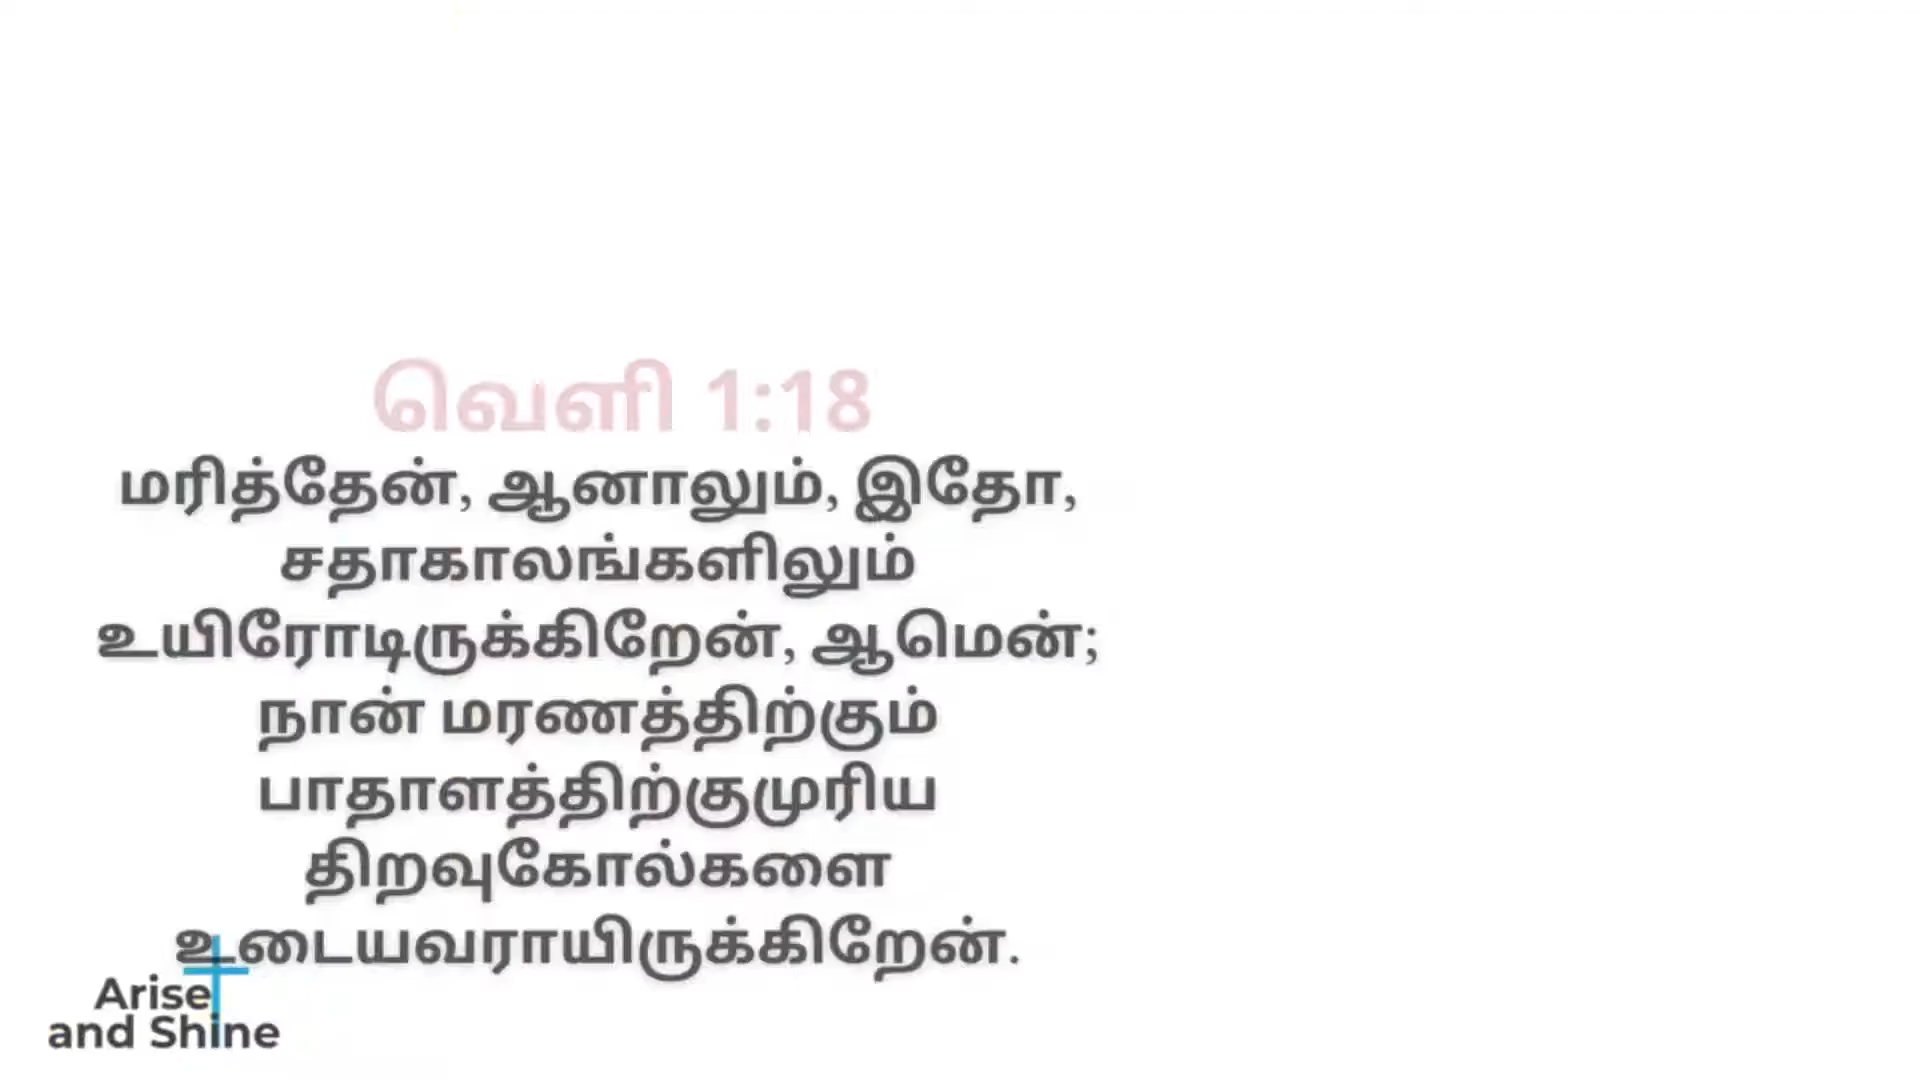 வெளி 1:18
மரித்தேன், ஆனாலும், இதோ,
சதாகாலங்களிலும்
உயிரோடிருக்கிறேன், ஆமென்;
நான் மரணத்திற்கும்
பாதாளத்திற்குமுரிய
திறவுகோல்களை
உடையவராயிருக்கிறேன்.
Arise
and Shine